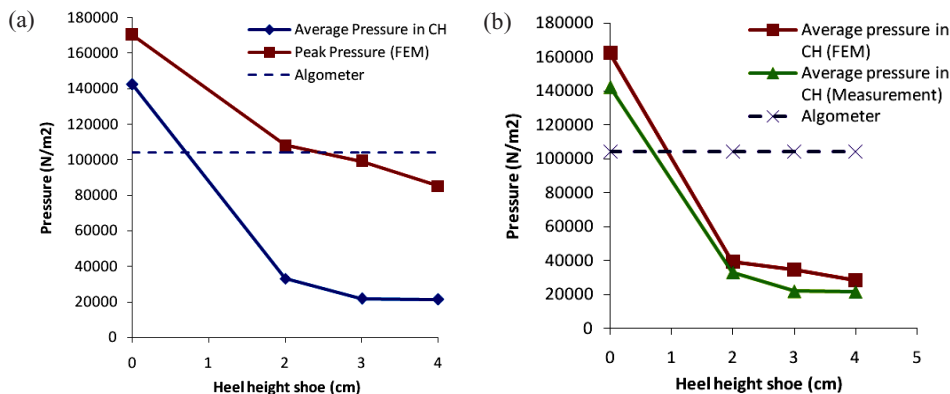 (a)
180000
160000
140000
120000
100000
80000
60000
40000
20000
0
Pressure (N/m2)
0 1 2 3 4
Heel height shoe (cm)
Average Pressure in CH
Peak Pressure (FEM)
Algometer
(b)
180000
160000
140000
120000
100000
80000
60000
40000
20000
0
Pressure (N/m2)
0 1 2 3 4 5
Heel height shoe (cm)
Average pressure in
CH (FEM)
Average pressure in
CH (Measurement)
Algometer